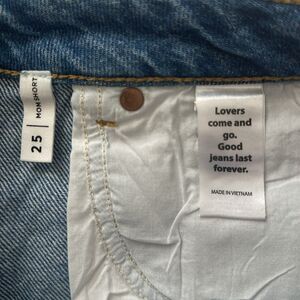 25 | MOM SHORT
Lovers
come and
go.
Good
jeans last
forever.
MADE IN VIETNAM